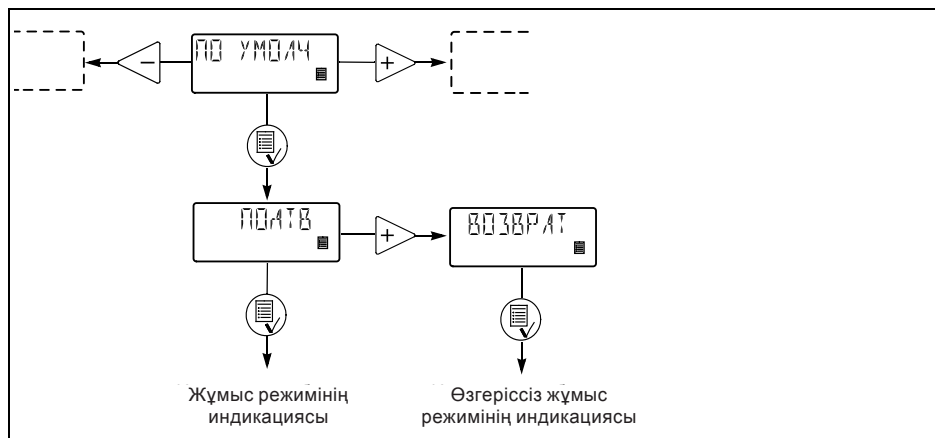 ПО УМОЛЧ
−
+
ПОДТВ
+
ВОЗВРАТ
Жұмыс режимінің
индикациясы
Өзгеріссіз жұмыс
режимінің индикациясы